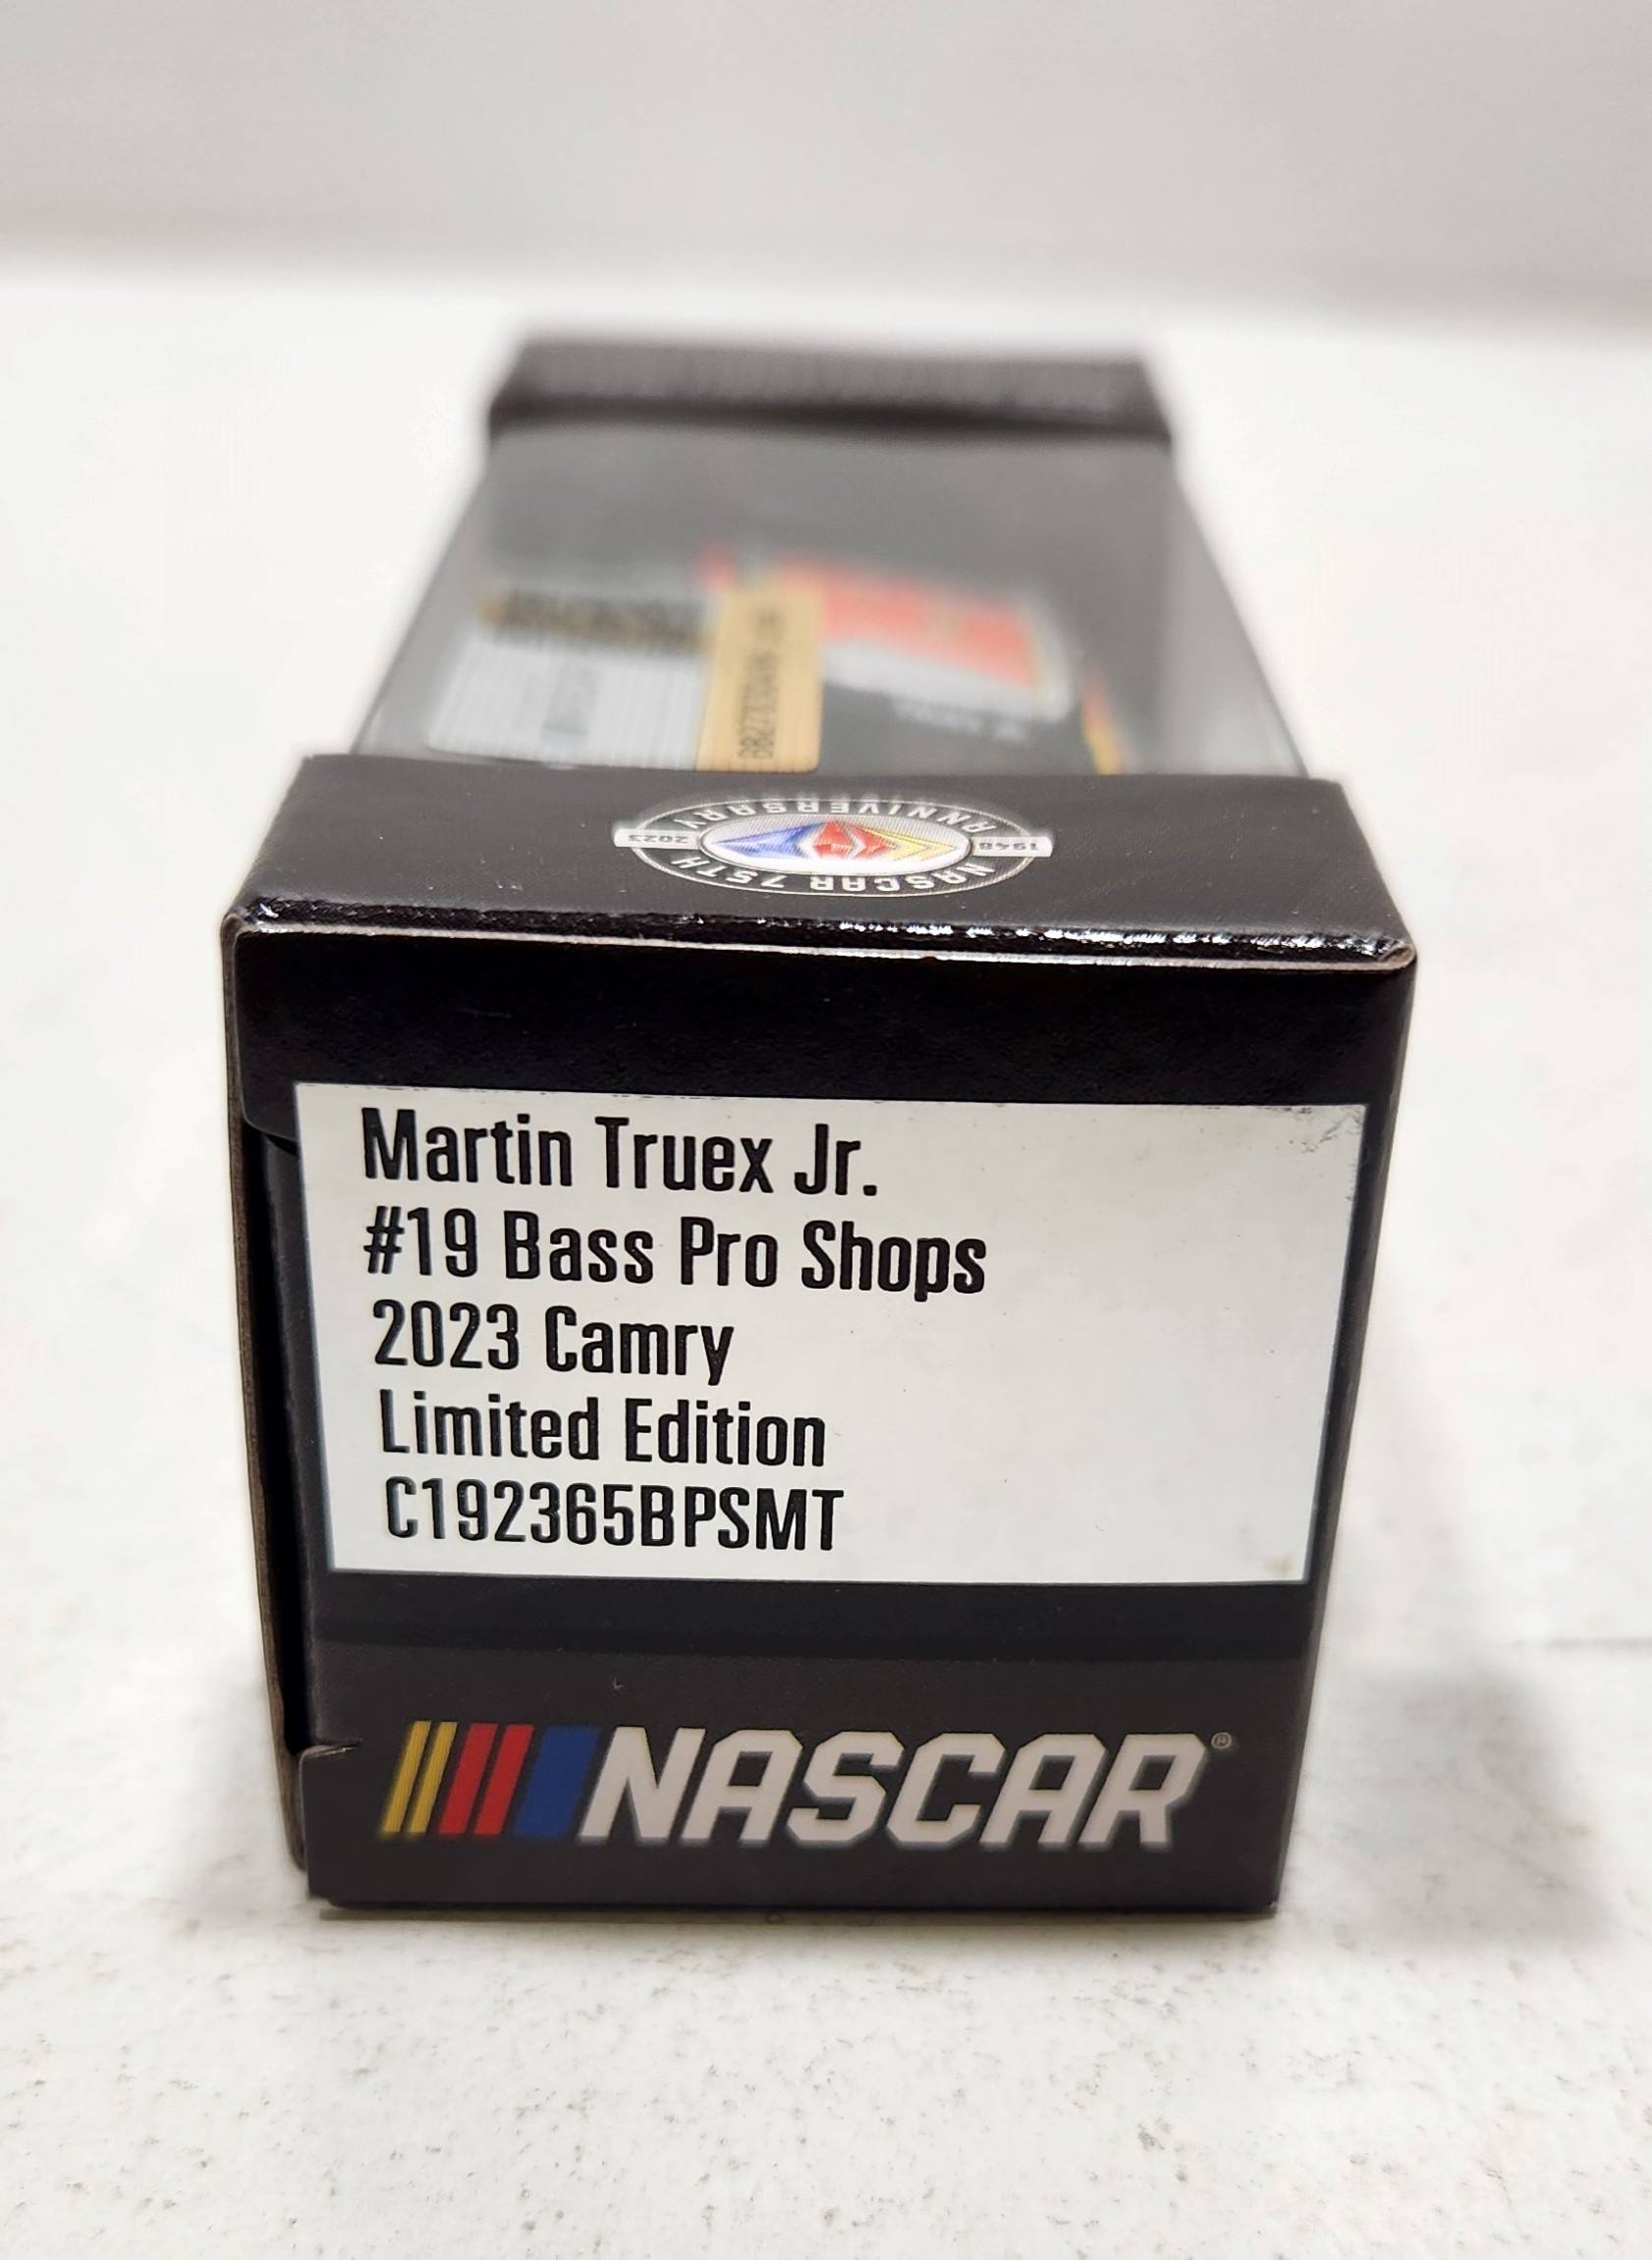 NASCAR 75TH ANNIVERSARY
1948 2023
Martin Truex Jr.
#19 Bass Pro Shops
2023 Camry
Limited Edition
C192365BPSMT
NASCAR®